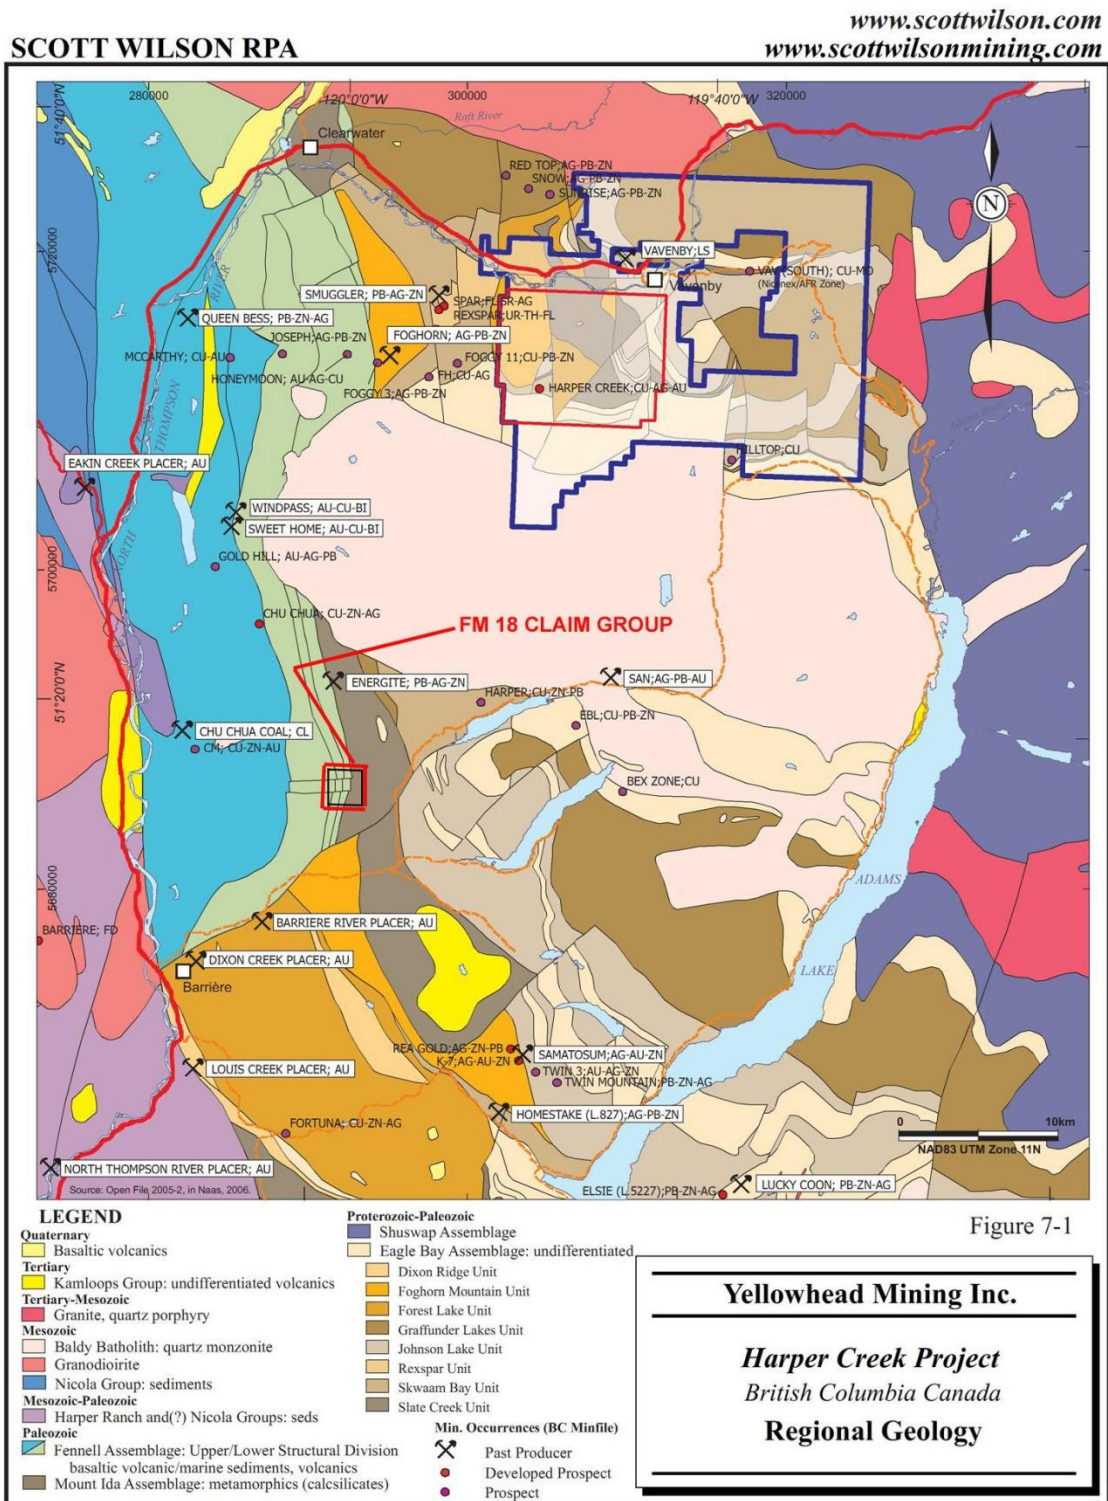 www.scottwilson.com
SCOTT WILSON RPA
www.scottwilsonmining.com
280000
120°0'0"W
300000
119°40'0"W
320000
51°40'0"N
Raft River
Clearwater
RED TOP;AG-PB-ZN
SNOW;AG-PB-ZN
SUNRISE;AG-PB-ZN
N
5720000
RIVER
VAVENBY;LS
VAV (SOUTH); CU-MO
Vavenby
SMUGGLER; PB-AG-ZN
SPAR;FL-SR-AG
REXSPAR;UR-TH-FL
QUEEN BESS; PB-ZN-AG
FOGHORN; AG-PB-ZN
JOSEPH;AG-PB-ZN
MCCARTHY; CU-AU
FOGGY 11;CU-PB-ZN
HONEYMOON; AU-AG-CU
FH;CU-AG
FOGGY 3;AG-PB-ZN
HARPER CREEK;CU-AG-AU
THOMPSON
Adams River
HILLTOP;CU
EAKIN CREEK PLACER; AU
WINDPASS; AU-CU-BI
SWEET HOME; AU-CU-BI
NORTH
GOLD HILL; AU-AG-PB
5700000
CHU CHUA; CU-ZN-AG
FM 18 CLAIM GROUP
51°20'0"N
ENERGITE; PB-AG-ZN
SAN;AG-PB-AU
HARPER;CU-ZN-PB
EBL;CU-PB-ZN
CHU CHUA COAL; CL
CM; CU-ZN-AU
BEX ZONE;CU
ADAMS
BARRIERE RIVER PLACER; AU
BARRIERE; FD
DIXON CREEK PLACER; AU
LAKE
Barrière
REA GOLD;AG-ZN-PB
SAMATOSUM;AG-AU-ZN
K-7;AG-AU-ZN
LOUIS CREEK PLACER; AU
TWIN 3;AU-AG-ZN
TWIN MOUNTAIN;PB-ZN-AG
HOMESTAKE (L.827);AG-PB-ZN
FORTUNA; CU-ZN-AG
0 10km
NAD83 UTM Zone 11N
NORTH THOMPSON RIVER PLACER; AU
LUCKY COON; PB-ZN-AG
Source: Open File 2005-2, in Naas, 2006.
ELSIE (L.5227);PB-ZN-AG
LEGEND
Quaternary
Basaltic volcanics
Tertiary
Kamloops Group: undifferentiated volcanics
Tertiary-Mesozoic
Granite, quartz porphyry
Mesozoic
Baldy Batholith: quartz monzonite
Granodioirite
Nicola Group: sediments
Mesozoic-Paleozoic
Harper Ranch and(?) Nicola Groups: seds
Paleozoic
Fennell Assemblage: Upper/Lower Structural Division
basaltic volcanic/marine sediments, volcanics
Mount Ida Assemblage: metamorphics (calcsilicates)
Proterozoic-Paleozoic
Shuswap Assemblage
Eagle Bay Assemblage: undifferentiated
Dixon Ridge Unit
Foghorn Mountain Unit
Forest Lake Unit
Graffunder Lakes Unit
Johnson Lake Unit
Rexspar Unit
Skwaam Bay Unit
Slate Creek Unit
Min. Occurrences (BC Minfile)
Past Producer
Developed Prospect
Prospect
Figure 7-1
Yellowhead Mining Inc.
Harper Creek Project
British Columbia Canada
Regional Geology